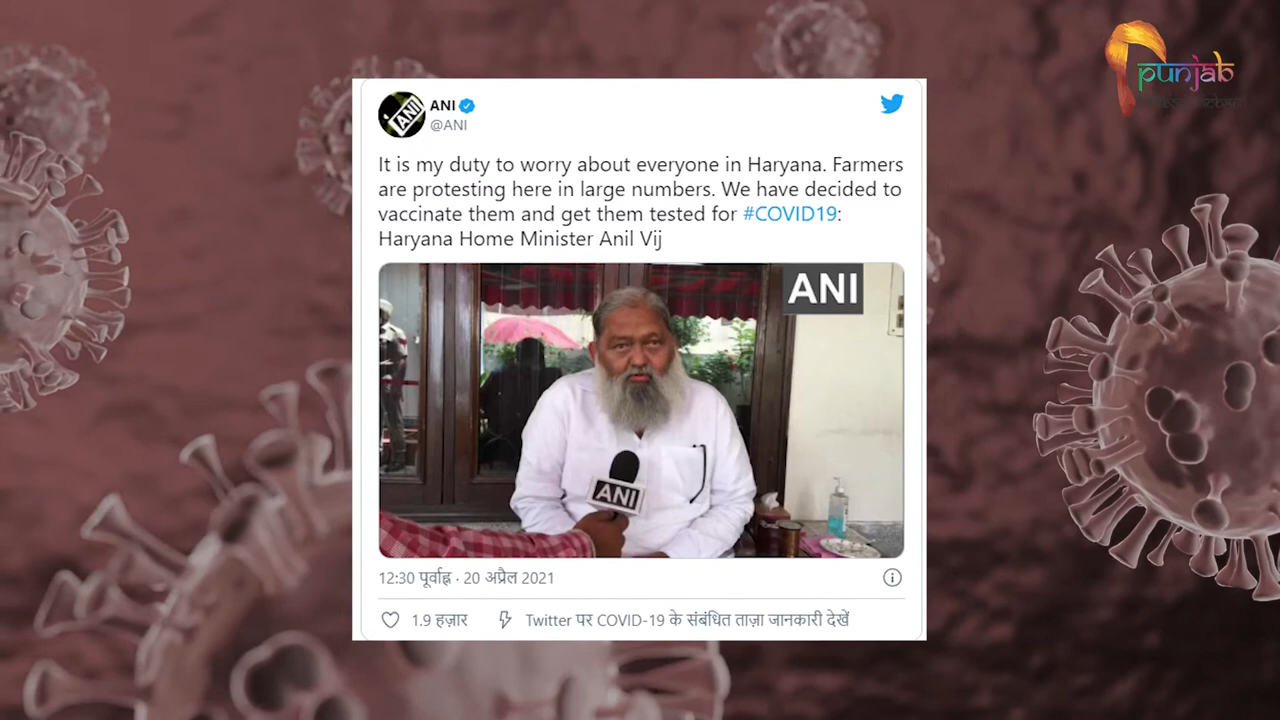 punjab
ANI
@ANI
It is my duty to worry about everyone in Haryana. Farmers
are protesting here in large numbers. We have decided to
vaccinate them and get them tested for #COVID19:
Haryana Home Minister Anil Vij
ANI
ANI
12:30 पूर्वाह्न · 20 अप्रैल 2021
1.9 हज़ार
Twitter पर COVID-19 के संबंधित ताज़ा जानकारी देखें